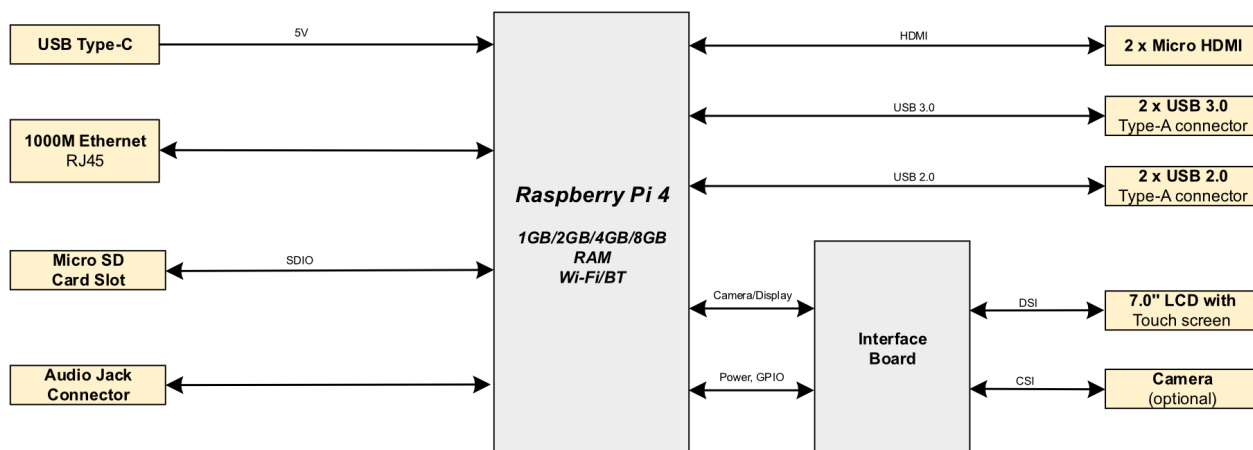 USB Type-C
5V
1000M Ethernet
RJ45
Micro SD
Card Slot
SDIO
Audio Jack
Connector
Raspberry Pi 4
1GB/2GB/4GB/8GB
RAM
Wi-Fi/BT
HDMI
2 x Micro HDMI
USB 3.0
2 x USB 3.0
Type-A connector
USB 2.0
2 x USB 2.0
Type-A connector
Camera/Display
Power, GPIO
Interface
Board
DSI
7.0" LCD with
Touch screen
CSI
Camera
(optional)